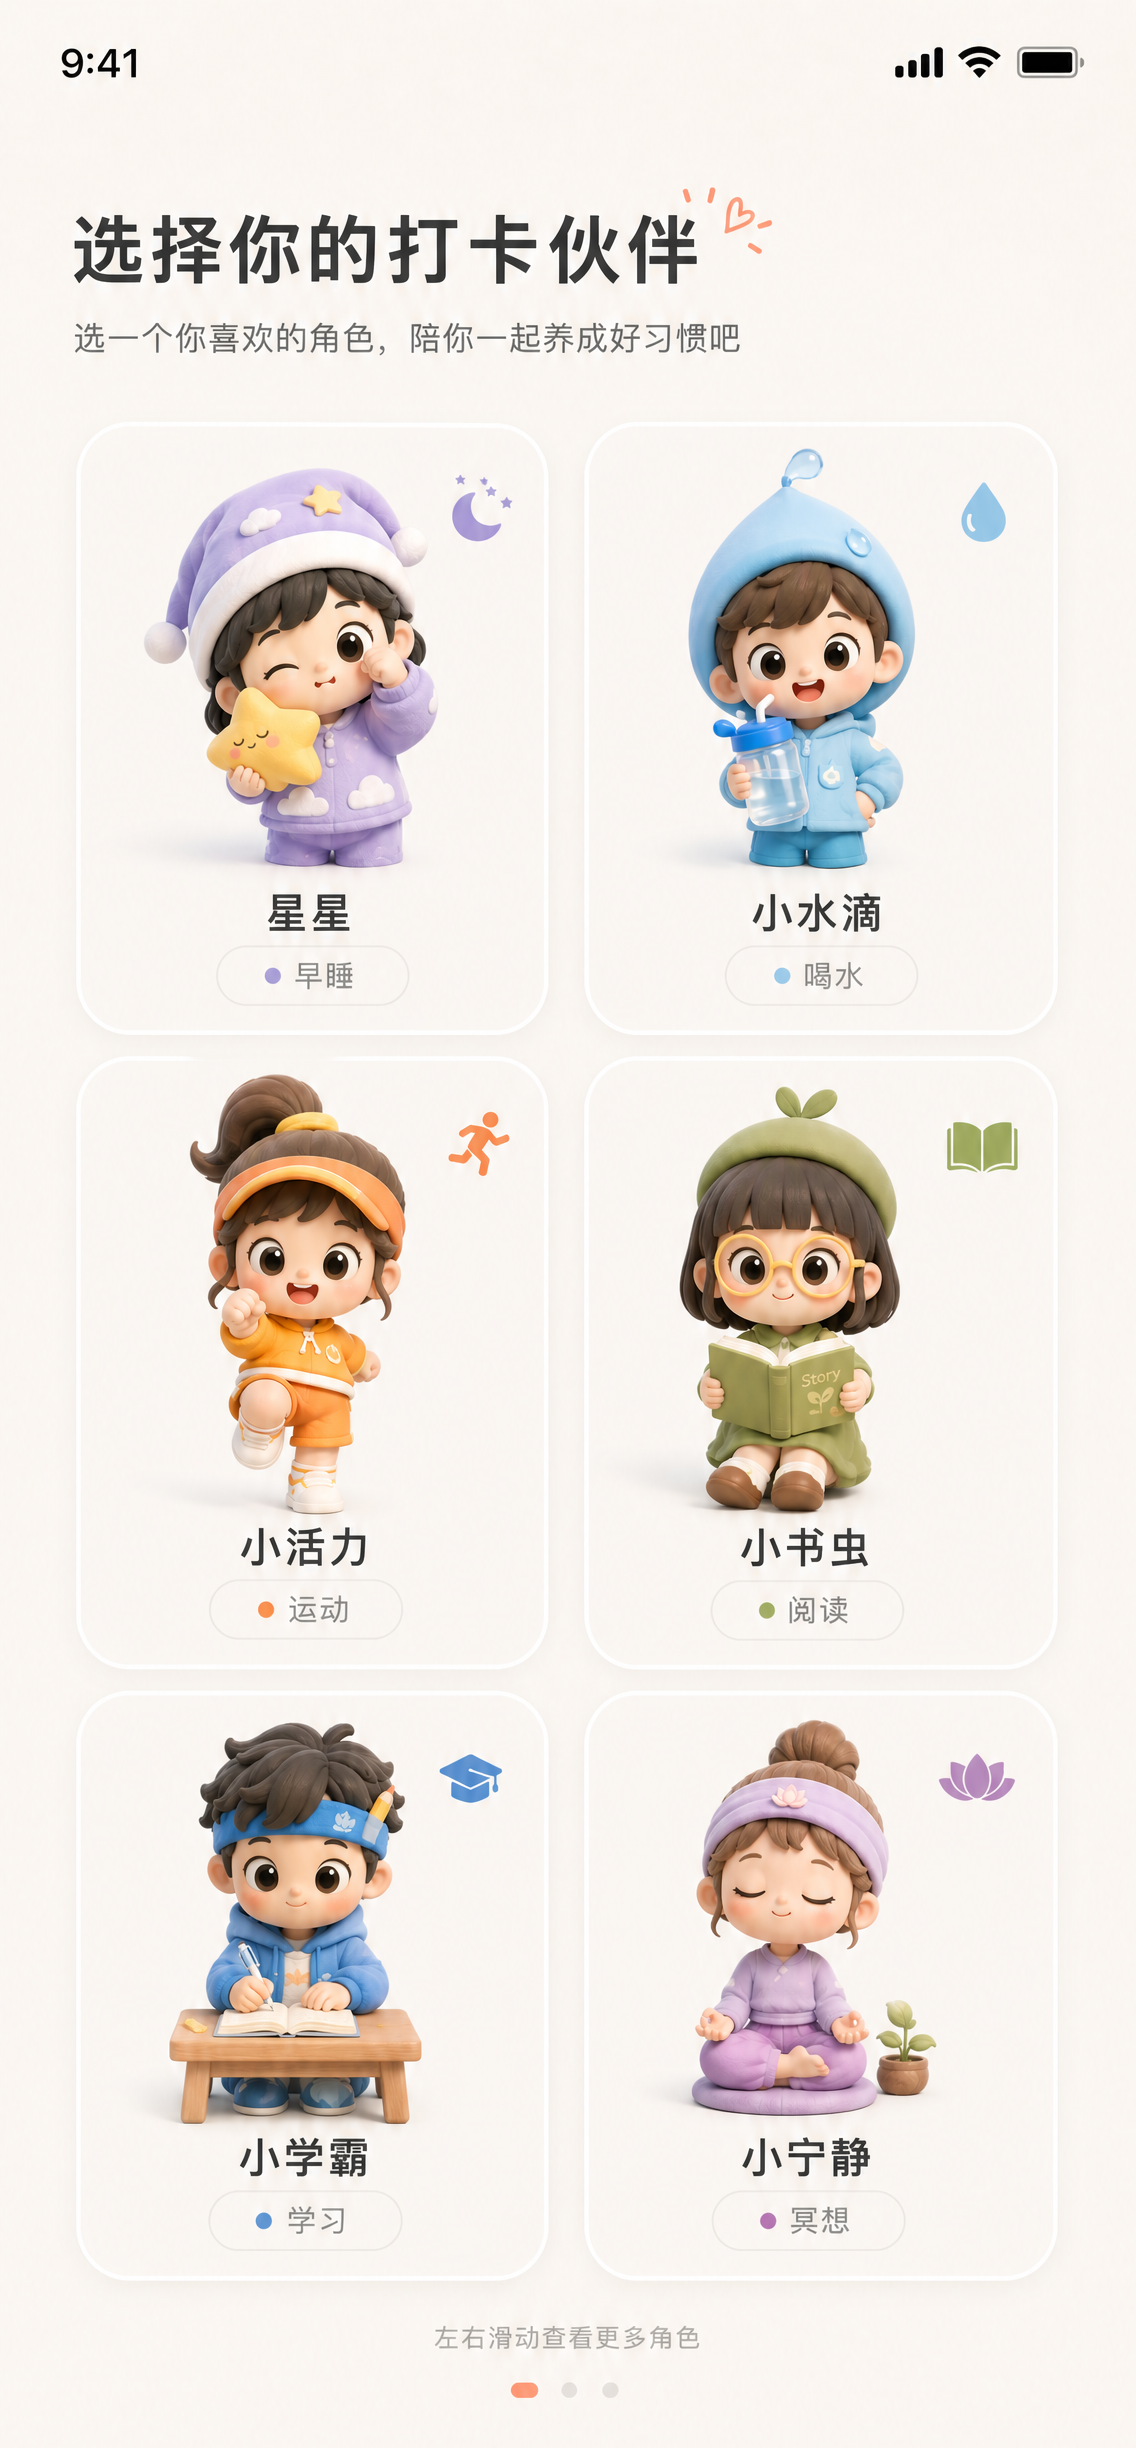 9:41
选择你的打卡伙伴
选一个你喜欢的角色，陪你一起养成好习惯吧
星星
早睡
小水滴
喝水
小活力
运动
Story
小书虫
阅读
小学霸
学习
小宁静
冥想
左右滑动查看更多角色